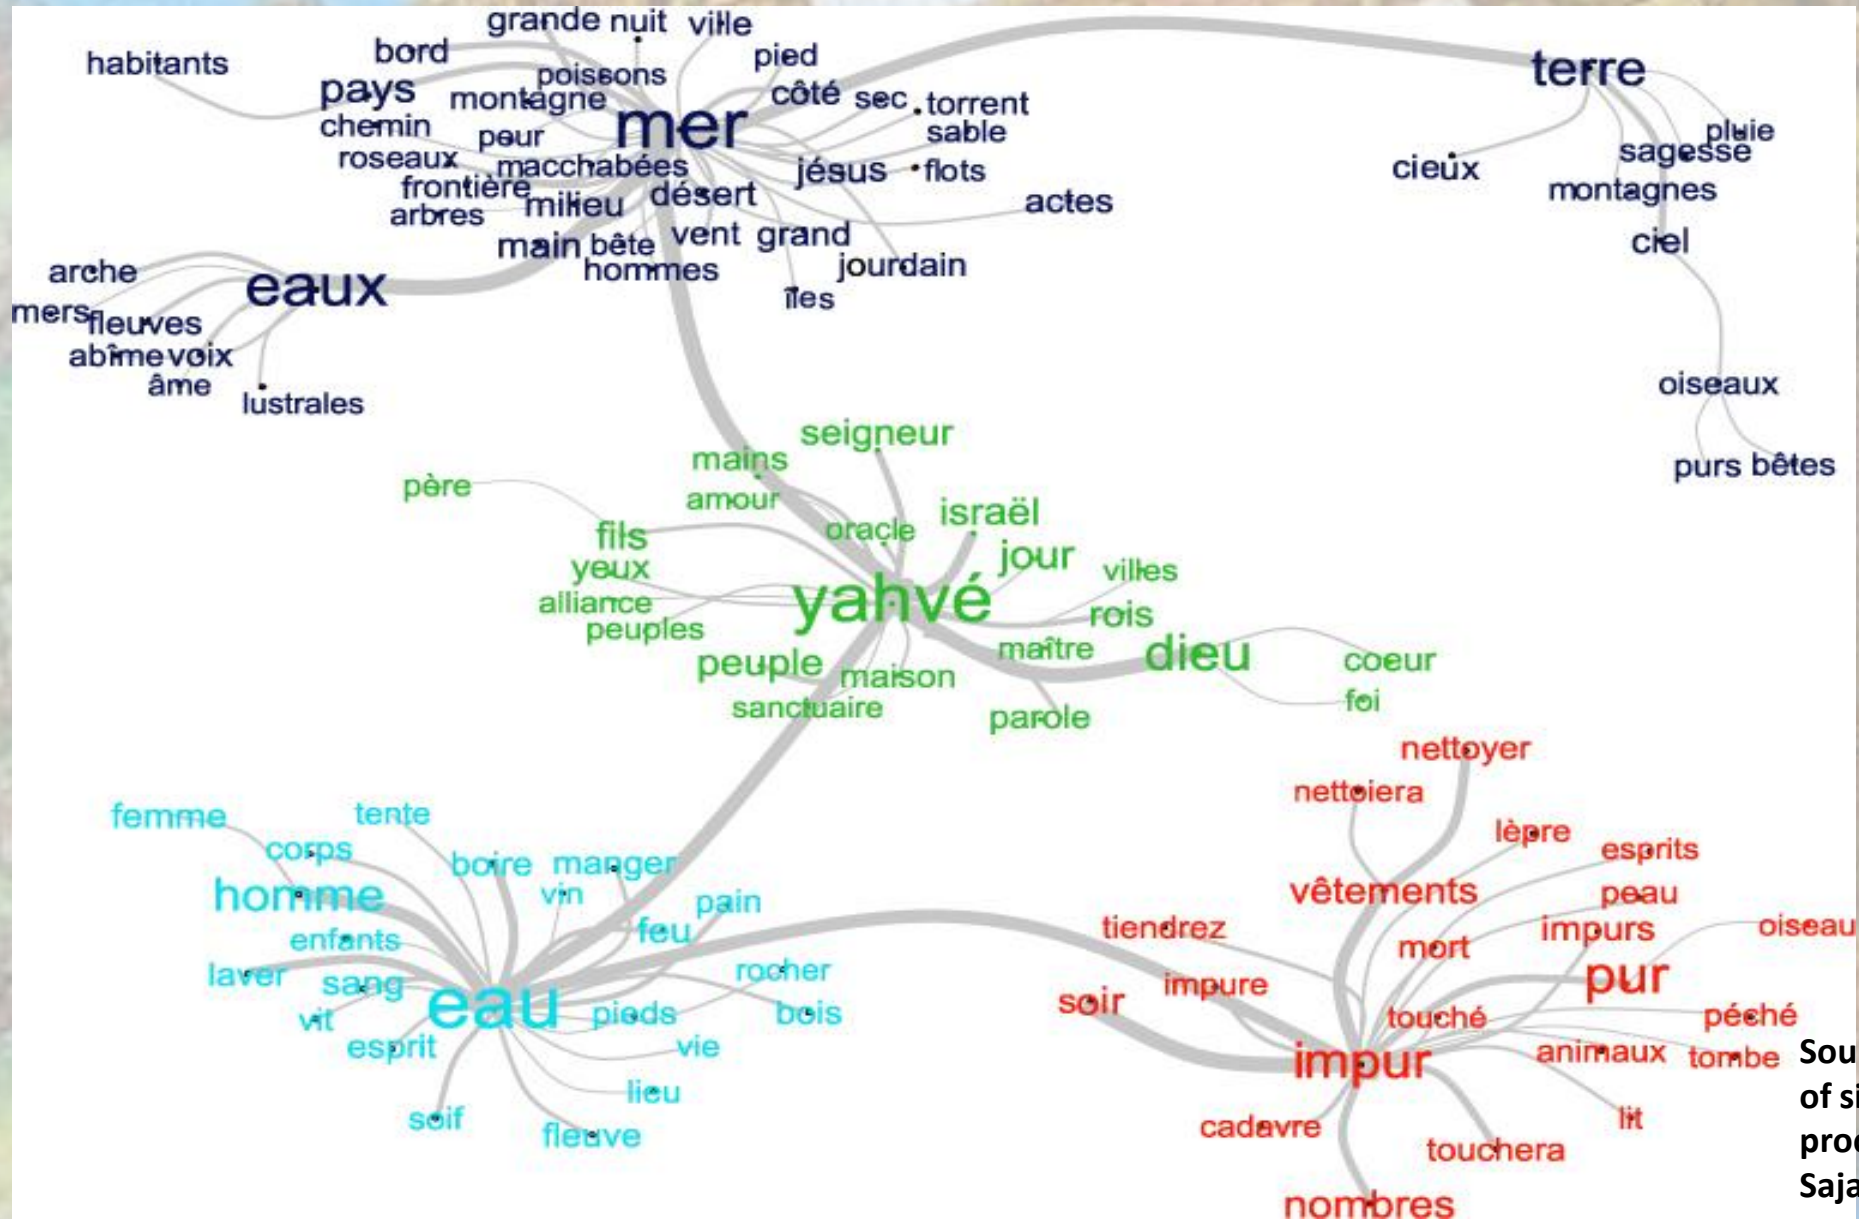 grande nuit ville
habitants
bord
pied
pays
poissons
montagne
côté
sec
torrent
chemin
peur
mer
sable
roseaux
macchabées
jésus
flots
frontière
désert
arbres
milieu
actes
main
bête
vent
grand
hommes
jourdain
îles
terre
pluie
sagesse
cieux
montagnes
ciel
oiseaux
purs
bêtes
arche
eaux
mers
fleuves
abîme
voix
âme
lustrales
seigneur
mains
père
amour
israël
oracle
fils
jour
yeux
villes
yahvé
alliance
rois
peuples
maître
dieu
peuple
coeur
maison
sanctuaire
foi
parole
femme
tente
corps
boire
manger
homme
vin
pain
enfants
feu
laver
sang
rocher
eau
vit
pieds
bois
esprit
vie
lieu
soif
fleuve
nettoyer
nettoiera
lèpre
esprits
vêtements
peau
tiendrez
impurs
oiseau
mort
pur
impure
soir
touché
péché
impur
animaux
tombe
cadavre
lit
touchera
nombres
Sou
of si
prod
Saja